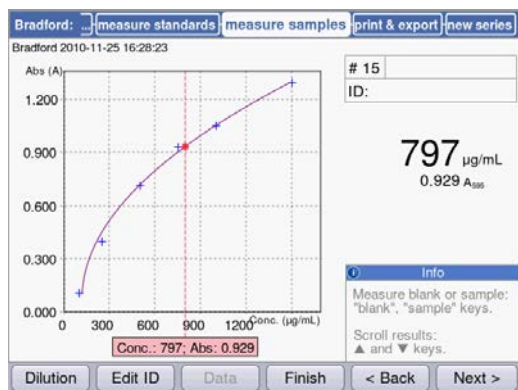 Bradford: ... measure standards measure samples print & export new series
Bradford 2010-11-25 16:28:23
Abs (A)
1.200
0.900
0.600
0.300
0.000
0 300 600 900 1200 Conc. (µg/mL)
Conc.: 797; Abs: 0.929
# 15
ID:
797 µg/mL
0.929 A595
Info
Measure blank or sample:
"blank", "sample" keys.
Scroll results:
▲ and ▼ keys.
Dilution Edit ID Data Finish < Back Next >